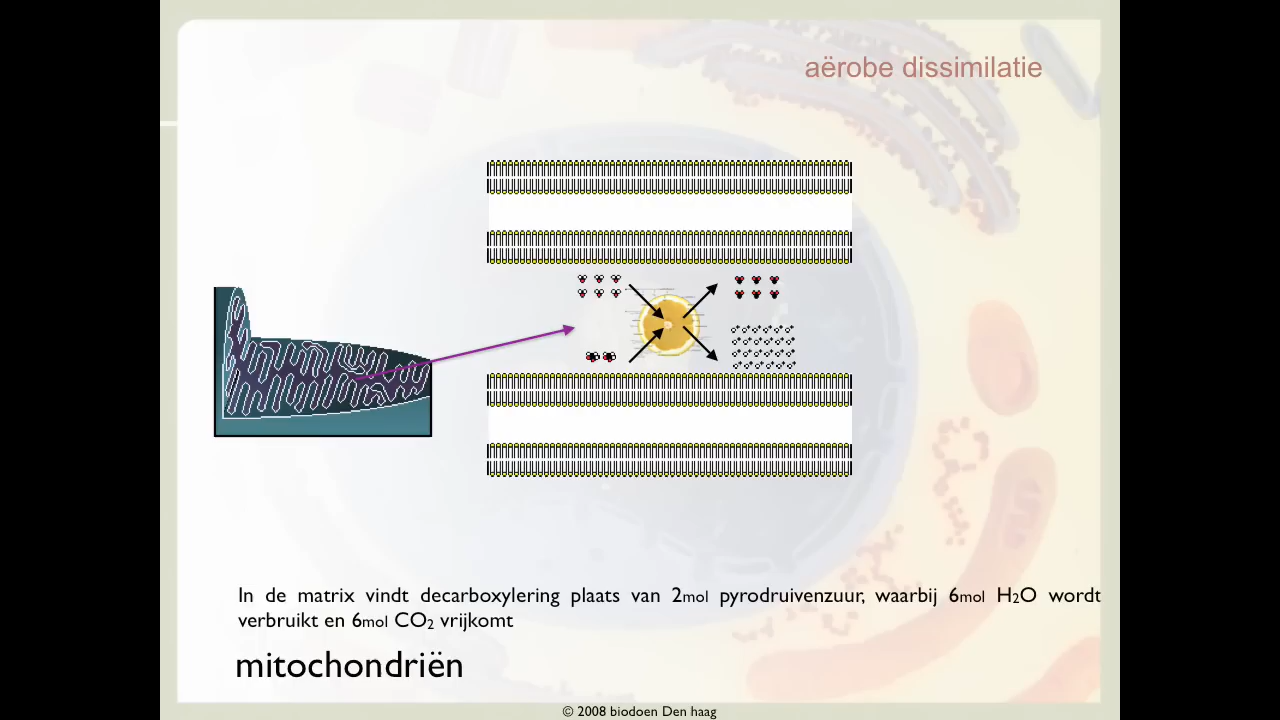 aërobe dissimilatie
In de matrix vindt decarboxylering plaats van 2mol pyrodruivenzuur, waarbij 6mol H₂O wordt
verbruikt en 6mol CO₂ vrijkomt
mitochondriën
© 2008 biodoen Den haag